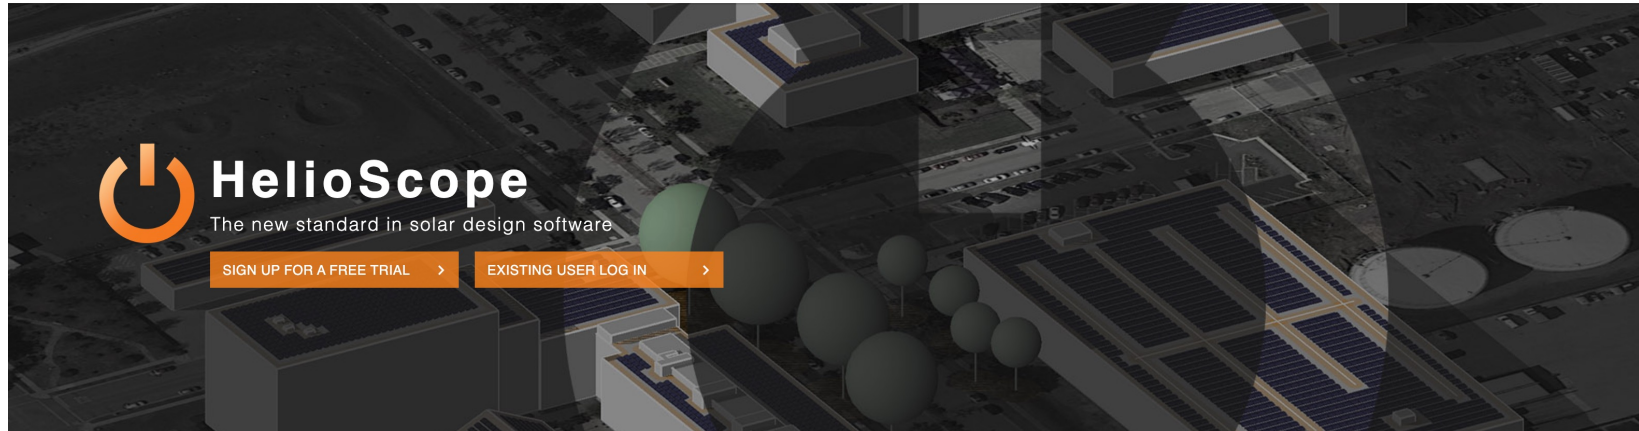 HelioScope
The new standard in solar design software
SIGN UP FOR A FREE TRIAL >
EXISTING USER LOG IN >